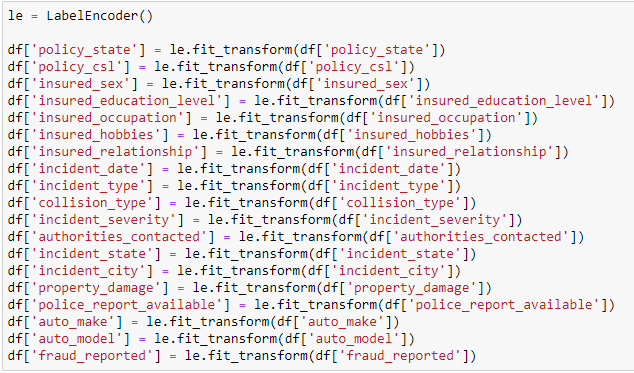 le = LabelEncoder()
df['policy_state'] = le.fit_transform(df['policy_state'])
df['policy_csl'] = le.fit_transform(df['policy_csl'])
df['insured_sex'] = le.fit_transform(df['insured_sex'])
df['insured_education_level'] = le.fit_transform(df['insured_education_level'])
df['insured_occupation'] = le.fit_transform(df['insured_occupation'])
df['insured_hobbies'] = le.fit_transform(df['insured_hobbies'])
df['insured_relationship'] = le.fit_transform(df['insured_relationship'])
df['incident_date'] = le.fit_transform(df['incident_date'])
df['incident_type'] = le.fit_transform(df['incident_type'])
df['collision_type'] = le.fit_transform(df['collision_type'])
df['incident_severity'] = le.fit_transform(df['incident_severity'])
df['authorities_contacted'] = le.fit_transform(df['authorities_contacted'])
df['incident_state'] = le.fit_transform(df['incident_state'])
df['incident_city'] = le.fit_transform(df['incident_city'])
df['property_damage'] = le.fit_transform(df['property_damage'])
df['police_report_available'] = le.fit_transform(df['police_report_available'])
df['auto_make'] = le.fit_transform(df['auto_make'])
df['auto_model'] = le.fit_transform(df['auto_model'])
df['fraud_reported'] = le.fit_transform(df['fraud_reported'])